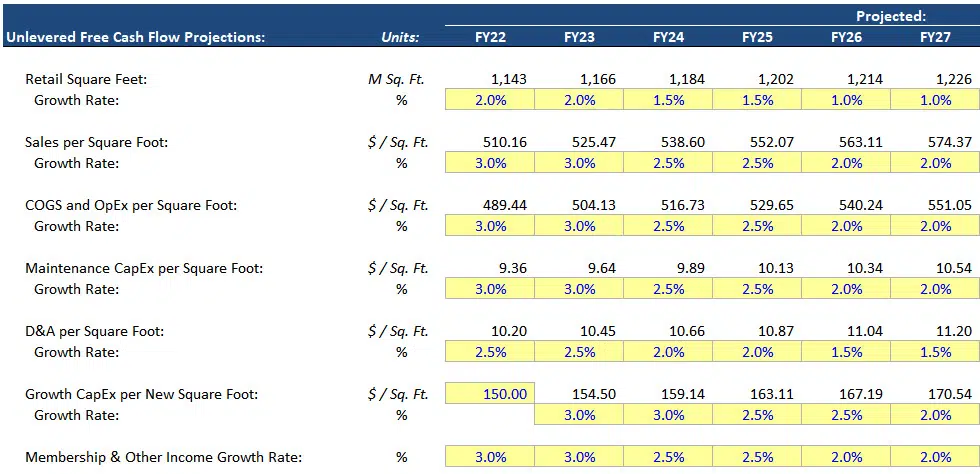 Projected:
Unlevered Free Cash Flow Projections: Units: FY22 FY23 FY24 FY25 FY26 FY27
Retail Square Feet: M Sq. Ft. 1,143 1,166 1,184 1,202 1,214 1,226
Growth Rate: % 2.0% 2.0% 1.5% 1.5% 1.0% 1.0%
Sales per Square Foot: $ / Sq. Ft. 510.16 525.47 538.60 552.07 563.11 574.37
Growth Rate: % 3.0% 3.0% 2.5% 2.5% 2.0% 2.0%
COGS and OpEx per Square Foot: $ / Sq. Ft. 489.44 504.13 516.73 529.65 540.24 551.05
Growth Rate: % 3.0% 3.0% 2.5% 2.5% 2.0% 2.0%
Maintenance CapEx per Square Foot: $ / Sq. Ft. 9.36 9.64 9.89 10.13 10.34 10.54
Growth Rate: % 3.0% 3.0% 2.5% 2.5% 2.0% 2.0%
D&A per Square Foot: $ / Sq. Ft. 10.20 10.45 10.66 10.87 11.04 11.20
Growth Rate: % 2.5% 2.5% 2.0% 2.0% 1.5% 1.5%
Growth CapEx per New Square Foot: $ / Sq. Ft. 150.00 154.50 159.14 163.11 167.19 170.54
Growth Rate: % 3.0% 3.0% 2.5% 2.5% 2.0%
Membership & Other Income Growth Rate: % 3.0% 3.0% 2.5% 2.5% 2.0% 2.0%